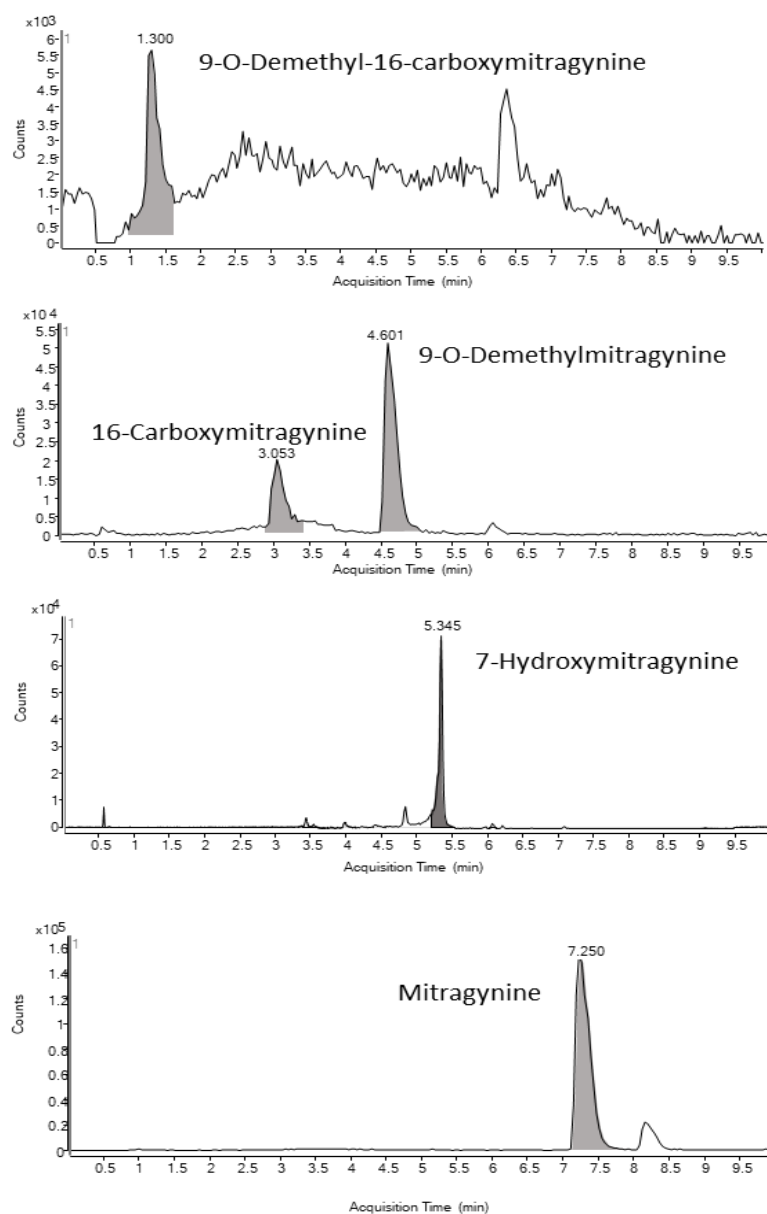 x10³
1
1.300
9-O-Demethyl-16-carboxymitragynine
6
5.5
5
4.5
4
3.5
3
2.5
2
1.5
1
0.5
0
Counts
0.5 1 1.5 2 2.5 3 3.5 4 4.5 5 5.5 6 6.5 7 7.5 8 8.5 9 9.5
Acquisition Time (min)
x10⁴
1
4.601
9-O-Demethylmitragynine
16-Carboxymitragynine
3.053
5.5
5
4.5
4
3.5
3
2.5
2
1.5
1
0.5
0
Counts
0.5 1 1.5 2 2.5 3 3.5 4 4.5 5 5.5 6 6.5 7 7.5 8 8.5 9 9.5
Acquisition Time (min)
x10⁴
1
5.345
7-Hydroxymitragynine
7
6
5
4
3
2
1
0
Counts
0.5 1 1.5 2 2.5 3 3.5 4 4.5 5 5.5 6 6.5 7 7.5 8 8.5 9 9.5
Acquisition Time (min)
x10⁵
1
7.250
Mitragynine
1.6
1.4
1.2
1
0.8
0.6
0.4
0.2
0
Counts
0.5 1 1.5 2 2.5 3 3.5 4 4.5 5 5.5 6 6.5 7 7.5 8 8.5 9 9.5
Acquisition Time (min)